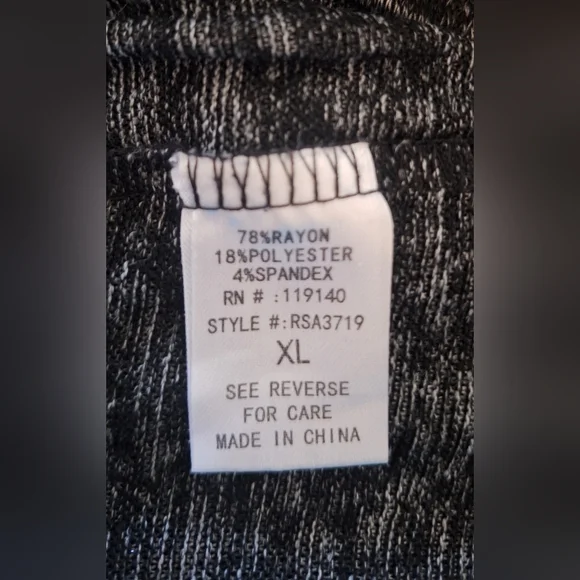 78%RAYON
18%POLYESTER
4%SPANDEX
RN # :119140
STYLE #:RSA3719
XL
SEE REVERSE
FOR CARE
MADE IN CHINA